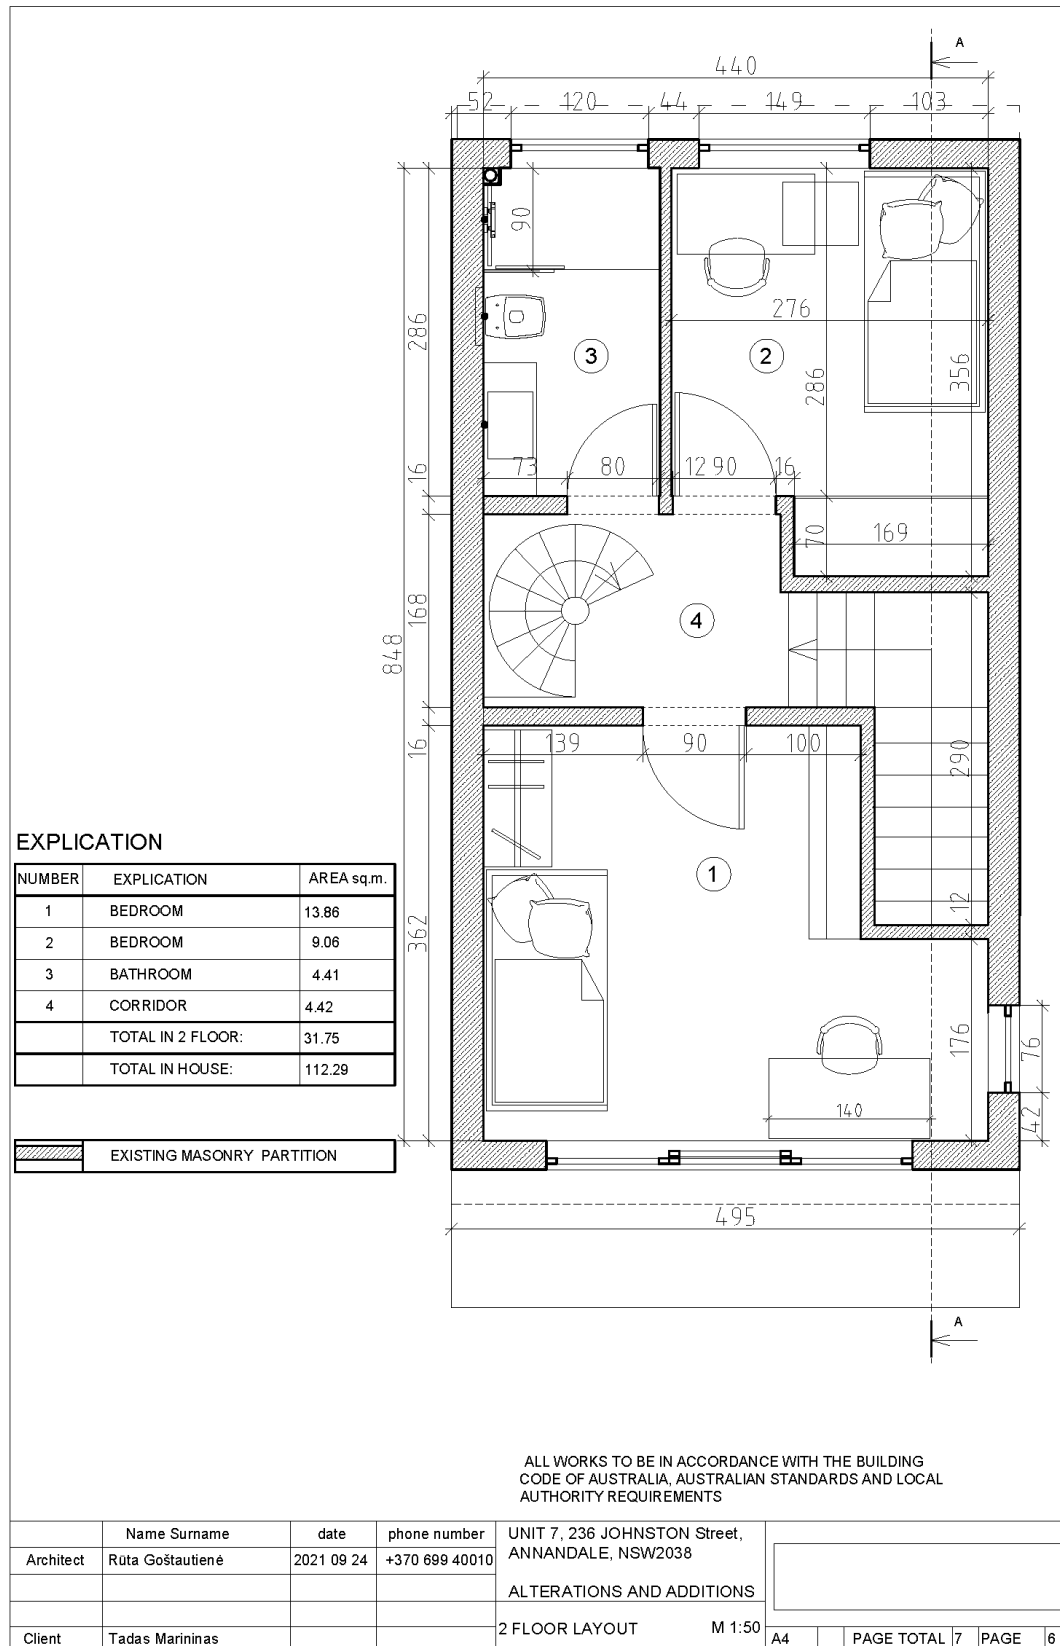 A
440
52 120 44 149 103
90
276
286
3
2
286
356
73 80 12 90 16
16
70
169
168
4
848
16
139 90 100
290
EXPLICATION
NUMBER EXPLICATION AREA sq.m.
1 BEDROOM 13.86
2 BEDROOM 9.06
3 BATHROOM 4.41
4 CORRIDOR 4.42
TOTAL IN 2 FLOOR: 31.75
TOTAL IN HOUSE: 112.29
EXISTING MASONRY PARTITION
1
12
362
176
76
140
42
495
A
ALL WORKS TO BE IN ACCORDANCE WITH THE BUILDING
CODE OF AUSTRALIA, AUSTRALIAN STANDARDS AND LOCAL
AUTHORITY REQUIREMENTS
Name Surname date phone number
Architect Rūta Goštautienė 2021 09 24 +370 699 40010
Client Tadas Marininas
UNIT 7, 236 JOHNSTON Street,
ANNANDALE, NSW2038
ALTERATIONS AND ADDITIONS
2 FLOOR LAYOUT M 1:50
A4 PAGE TOTAL 7 PAGE 6